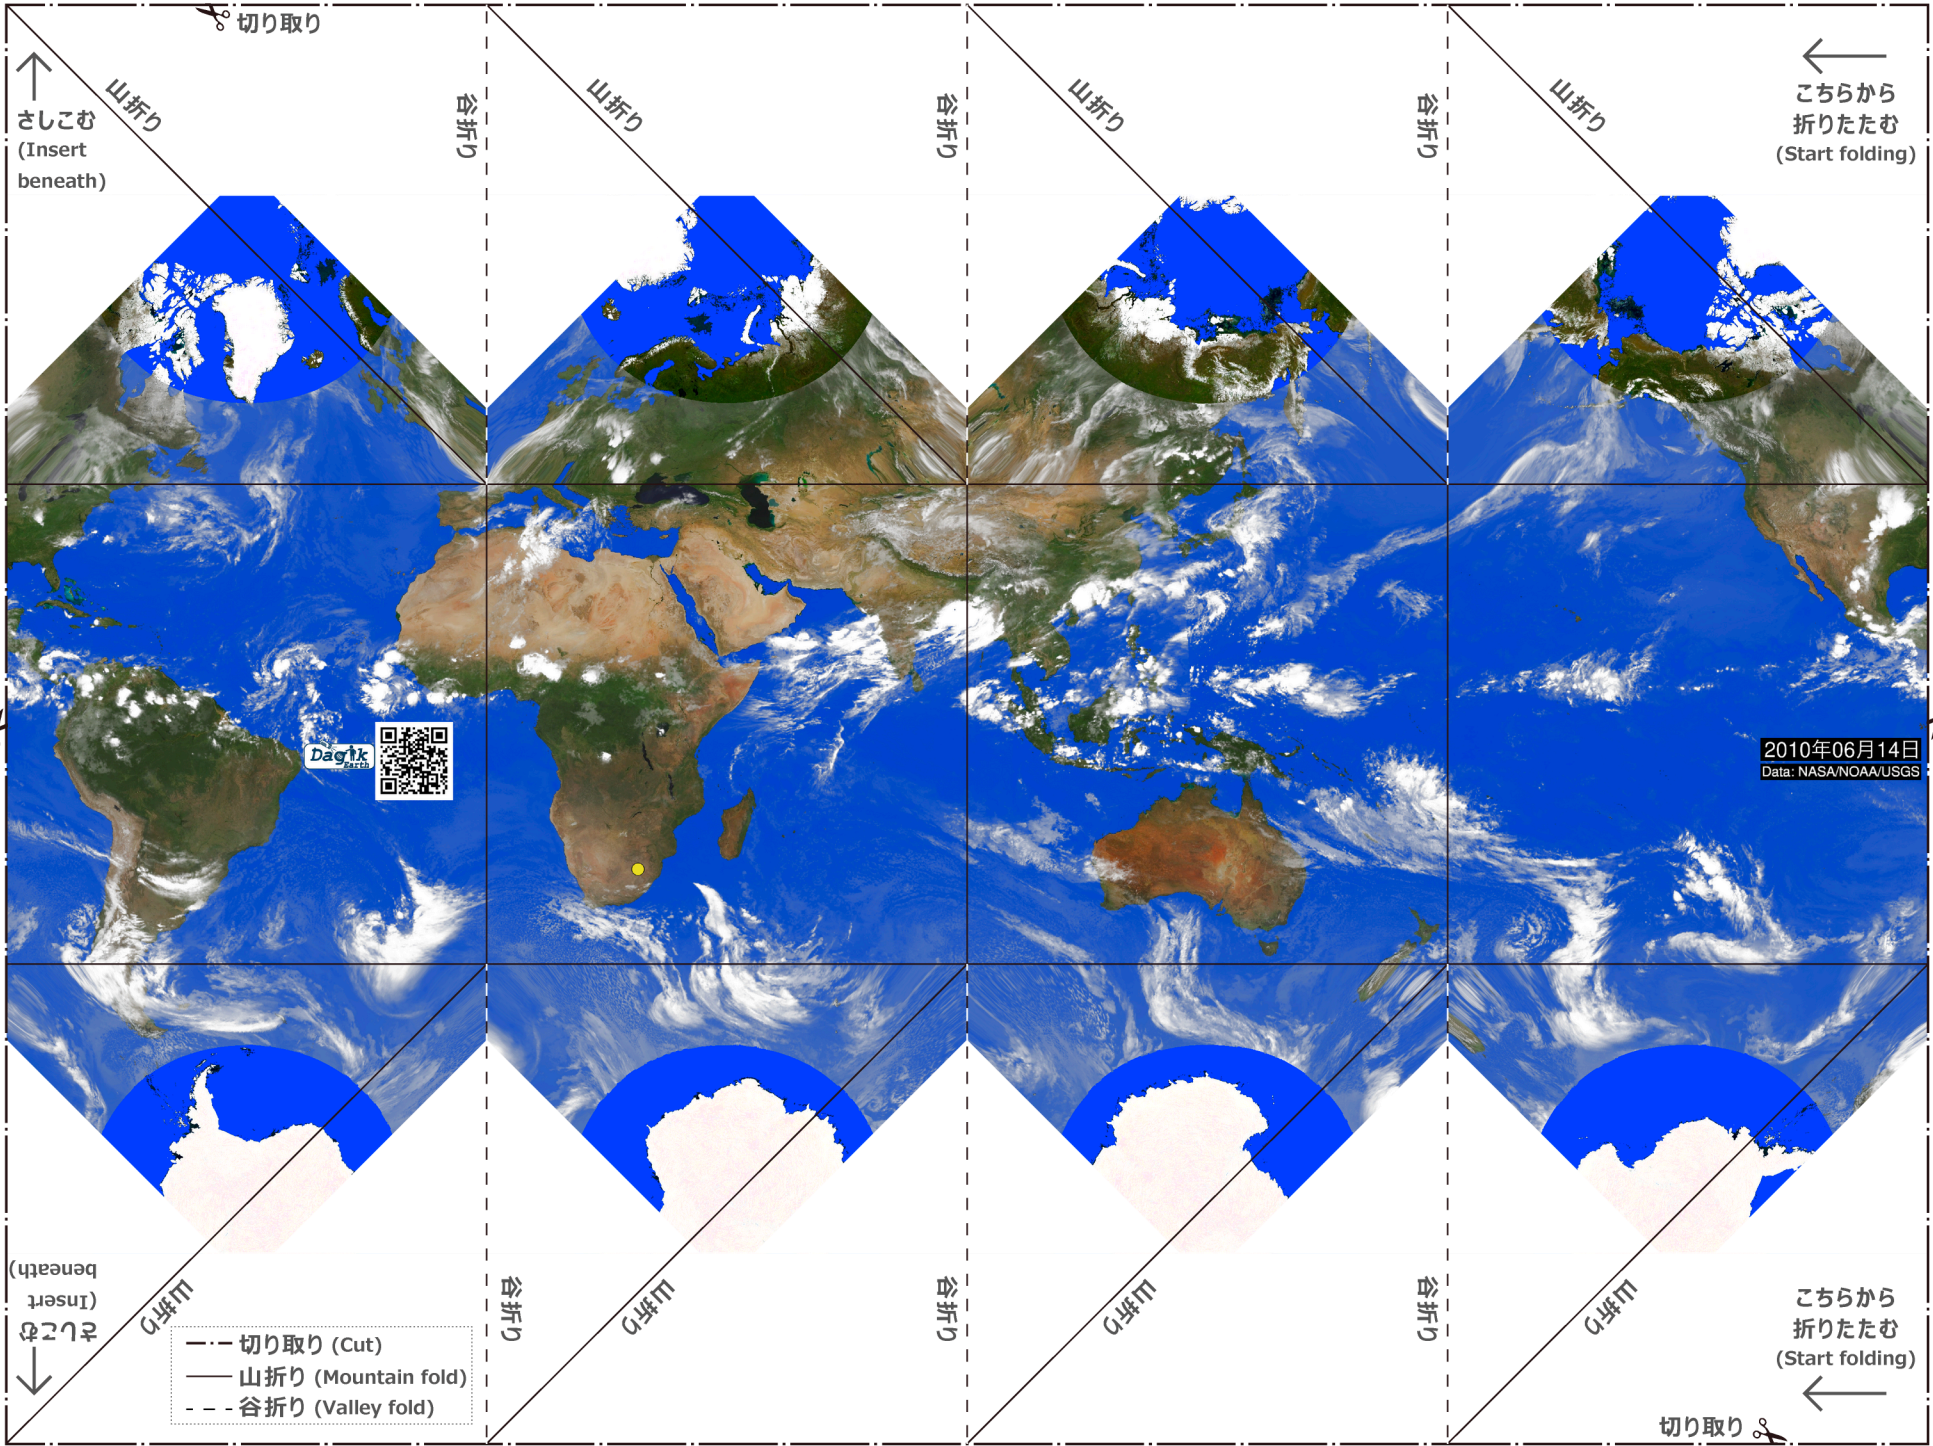 切り取り
山折り
谷折り
山折り
谷折り
山折り
谷折り
山折り
さしこむ
(Insert
beneath)
こちらから
折りたたむ
(Start folding)
Dagik
Earth
2010年06月14日
Data: NASA/NOAA/USGS
さしこむ
(Insert
beneath)
山折り
谷折り
山折り
谷折り
山折り
谷折り
山折り
こちらから
折りたたむ
(Start folding)
切り取り (Cut)
山折り (Mountain fold)
谷折り (Valley fold)
切り取り